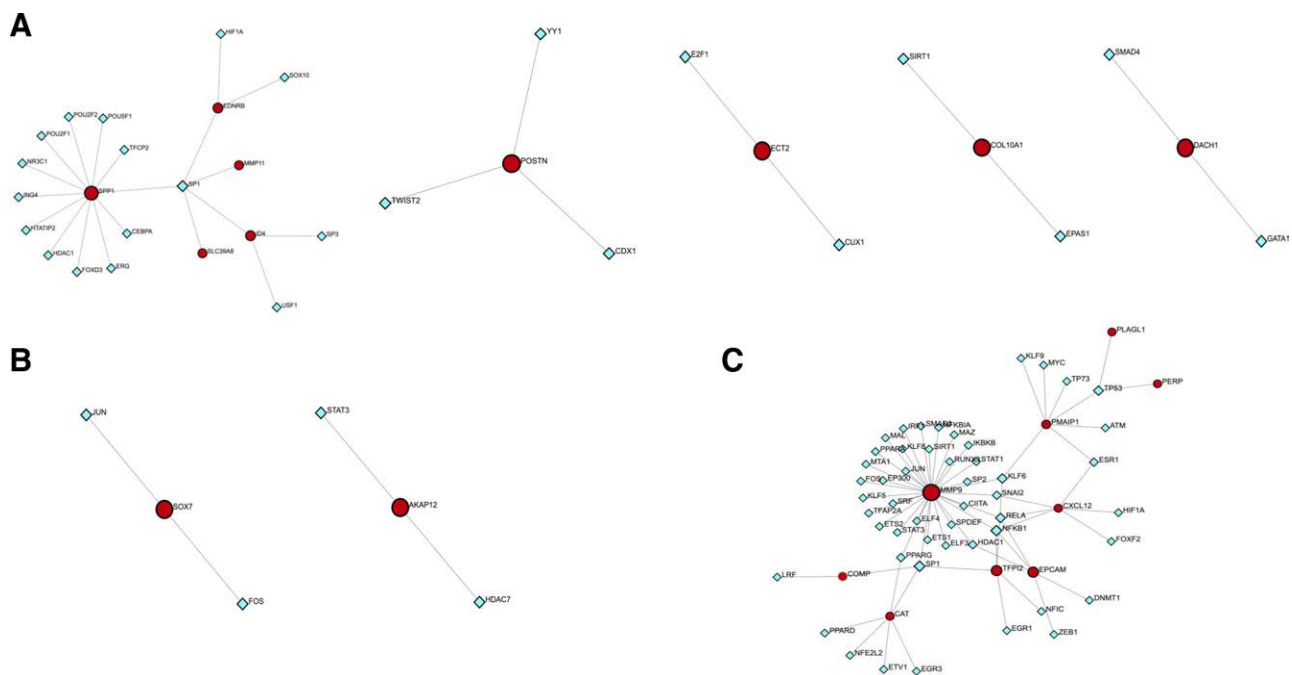 A
HIF1A
SOX10
EDNRB
POU2F2
POU5F1
POU2F1
TFCP2
NR3C1
MMP11
SPP1
SP1
ING4
HTATIP2
CEBPA
ID4
SP3
HDAC1
SLC39A8
FOXD3
ERG
USF1
YY1
POSTN
TWIST2
CDX1
E2F1
ECT2
CUX1
SIRT1
COL10A1
EPAS1
SMAD4
DACH1
GATA1
B
JUN
SOX7
FOS
STAT3
AKAP12
HDAC7
C
PLAGL1
KLF9
MYC
TP73
TP53
PERP
PMAIP1
ATM
SMAD3
NFKBIA
MAZ
MAL
KLF8
SIRT1
IKBKB
MTA1
RUNX3
STAT1
ESR1
JUN
FOS
EP300
SP2
KLF6
MMP9
KLF5
SRF
SNAI2
TFAP2A
CIITA
CXCL12
HIF1A
RELA
ELF4
ETS2
STAT3
SPDEF
NFKB1
ETS1
ELF3
HDAC1
FOXF2
PPARG
SP1
LRF
COMP
TFPI2
EPCAM
DNMT1
CAT
NFIC
PPARD
EGR1
ZEB1
NFE2L2
ETV1
EGR3